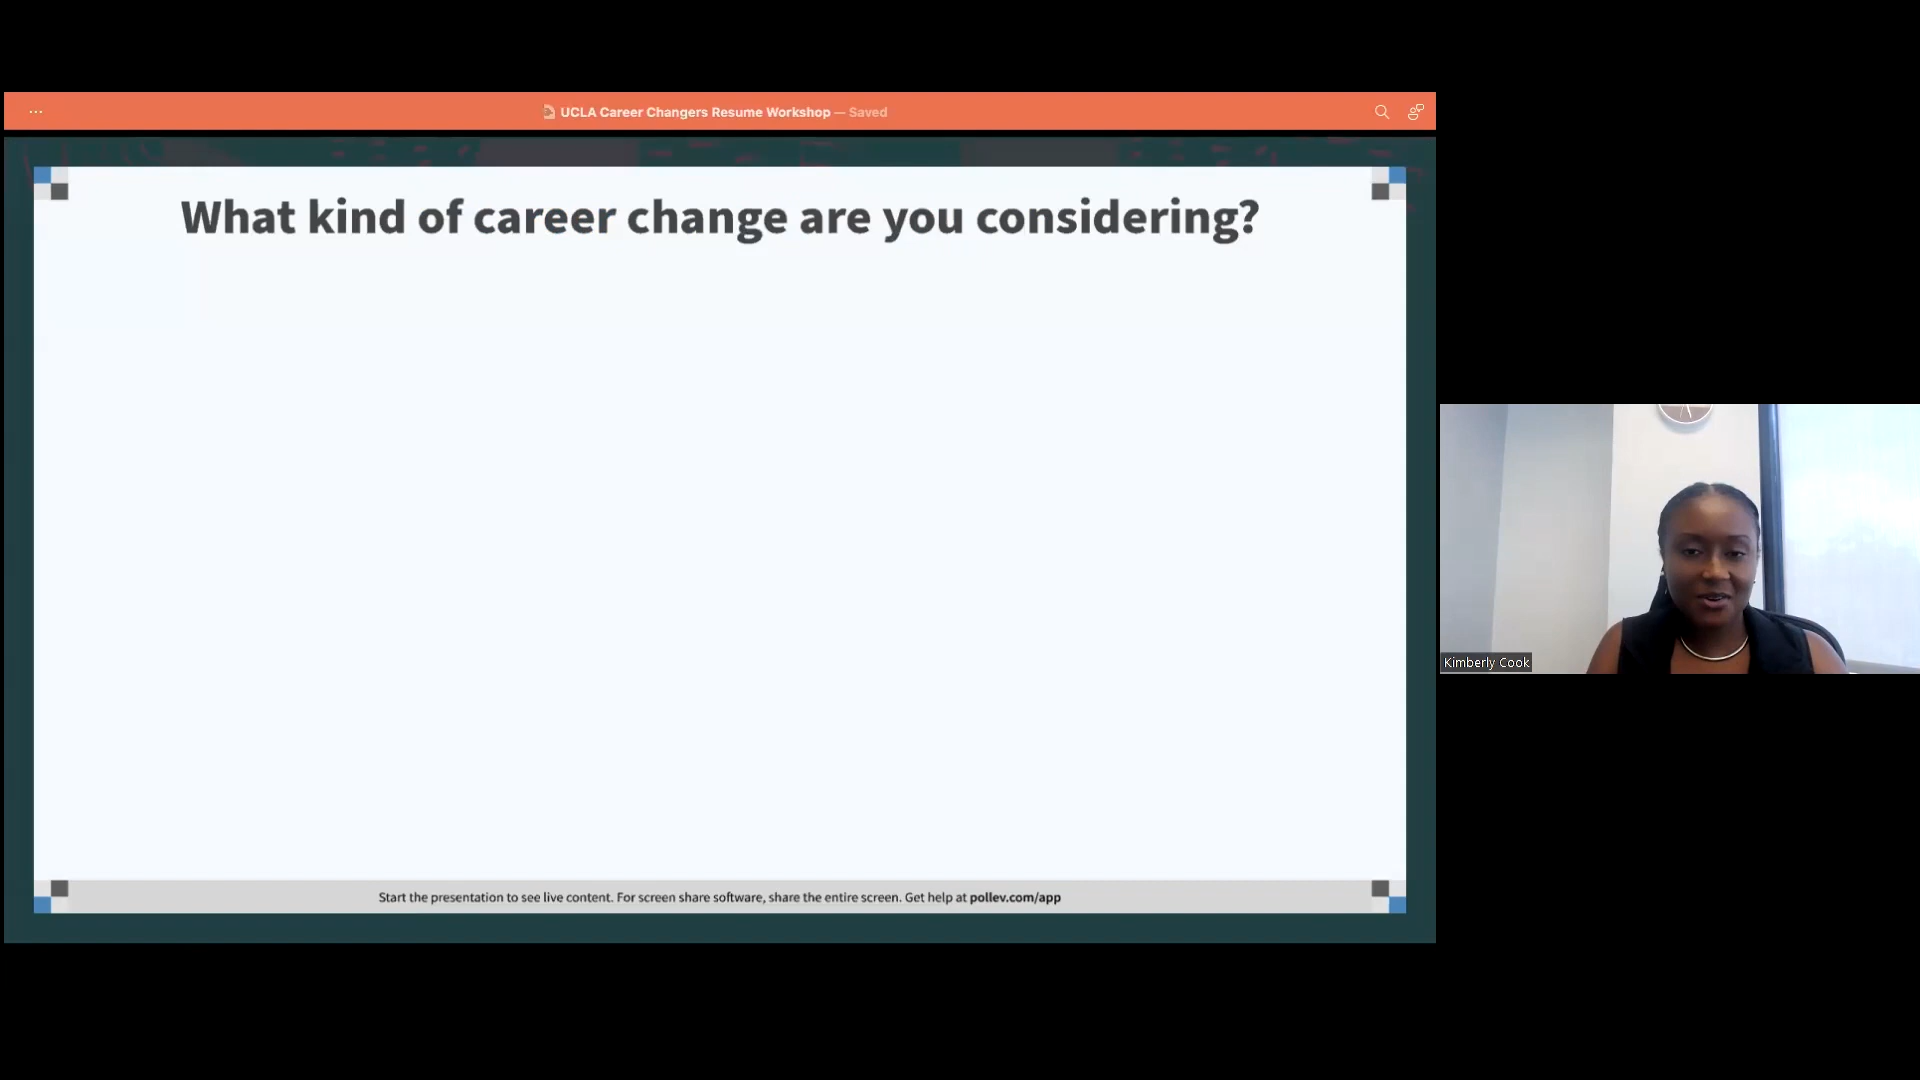 ... UCLA Career Changers Resume Workshop — Saved
What kind of career change are you considering?
Start the presentation to see live content. For screen share software, share the entire screen. Get help at pollev.com/app
Kimberly Cook